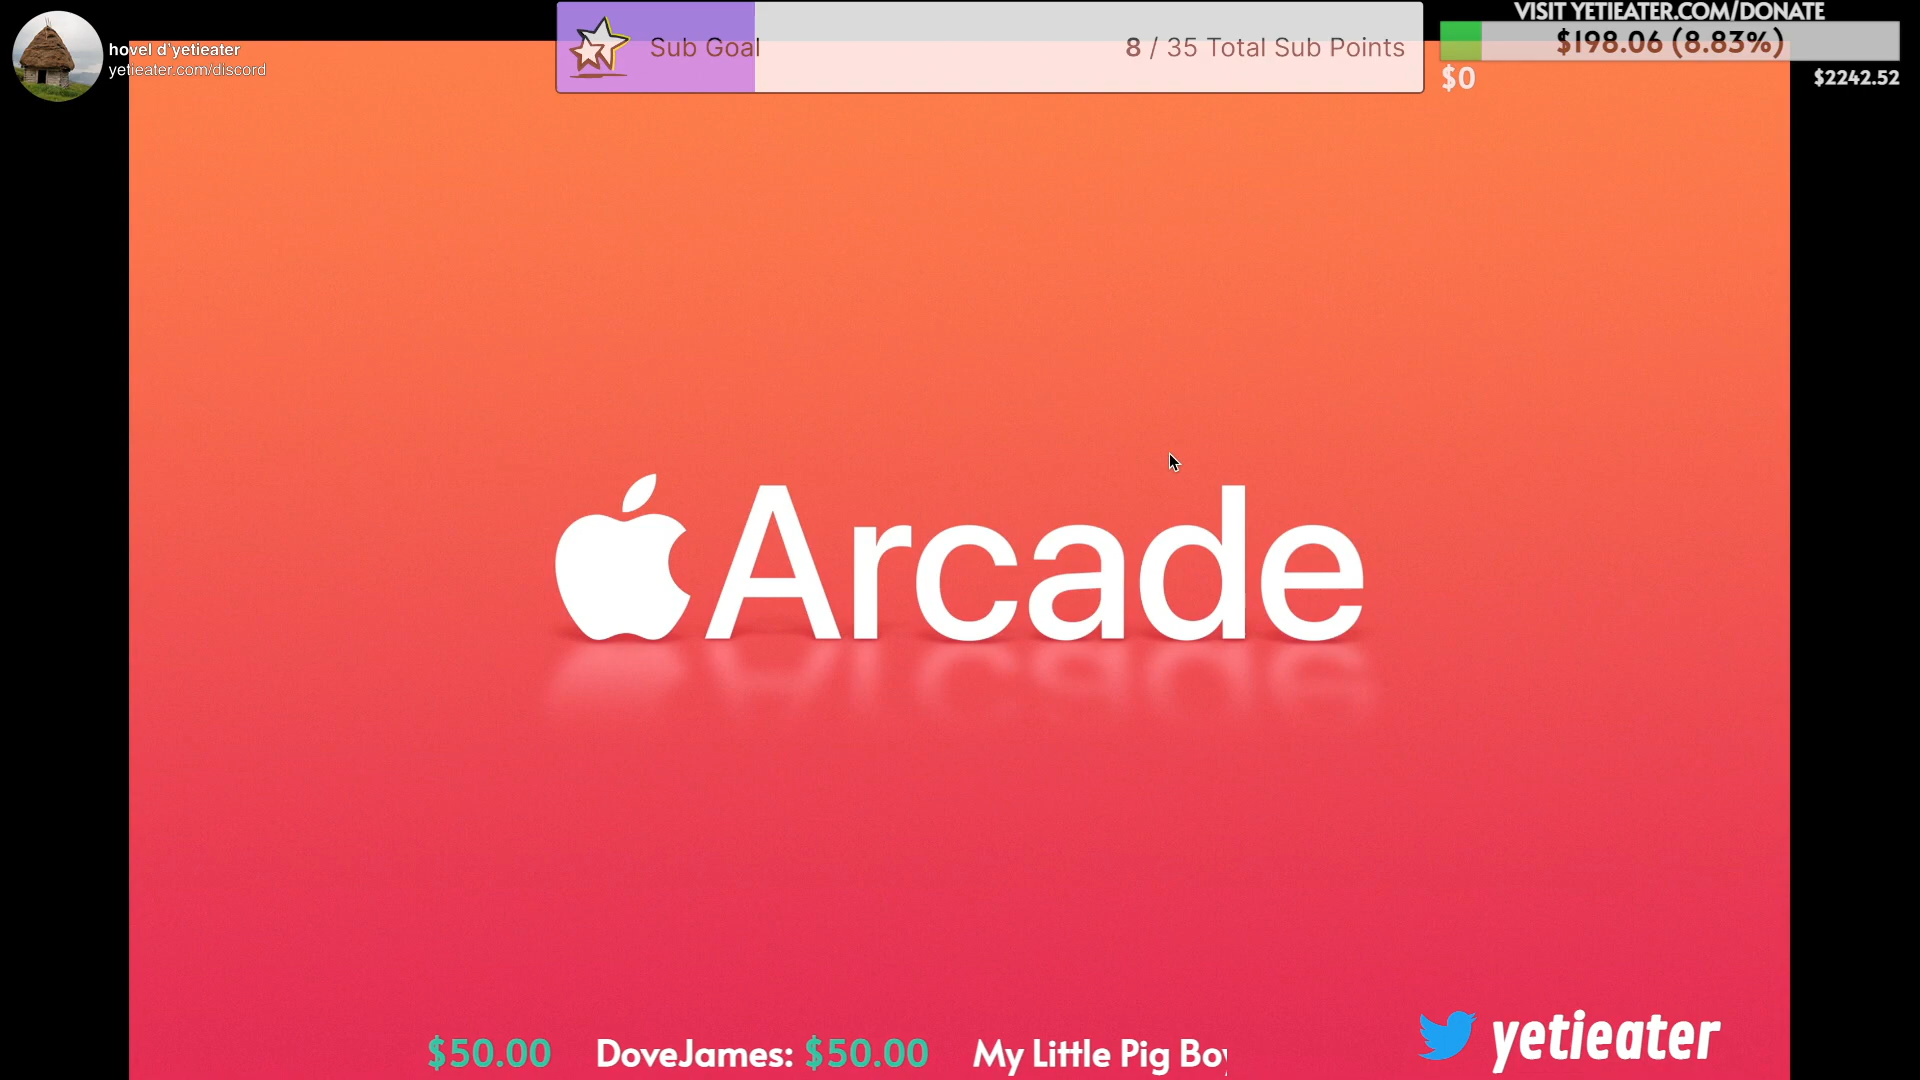 hovel d'yetieater
yetieater.com/discord
Sub Goal
8 / 35 Total Sub Points
VISIT YETIEATER.COM/DONATE
$198.06 (8.83%)
$0
$2242.52
Arcade
$50.00 DoveJames: $50.00 My Little Pig Boy
yetieater